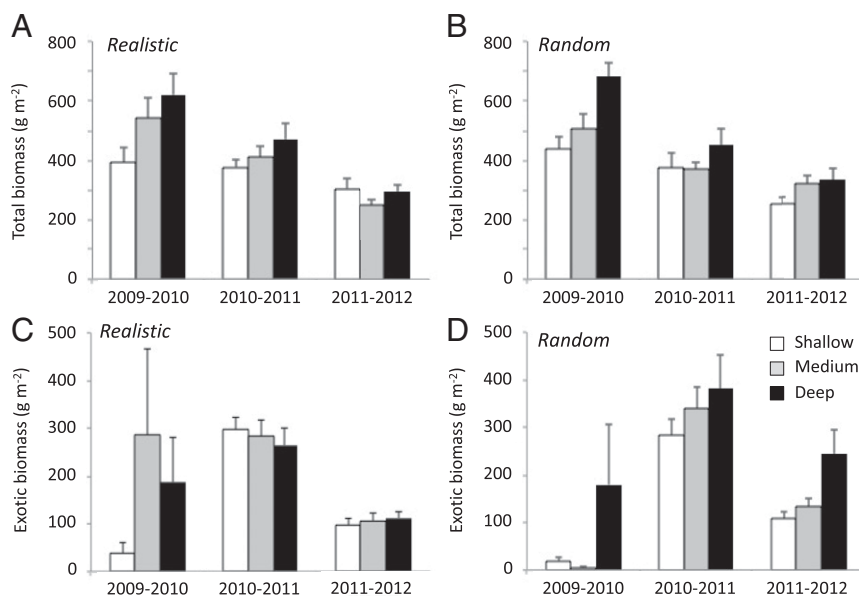 A
Realistic
Total biomass (g m-2)
800
600
400
200
0
2009-2010 2010-2011 2011-2012
B
Random
Total biomass (g m-2)
800
600
400
200
0
2009-2010 2010-2011 2011-2012
C
Realistic
Exotic biomass (g m-2)
500
400
300
200
100
0
2009-2010 2010-2011 2011-2012
D
Random
Exotic biomass (g m-2)
500
400
300
200
100
0
2009-2010 2010-2011 2011-2012
Shallow
Medium
Deep